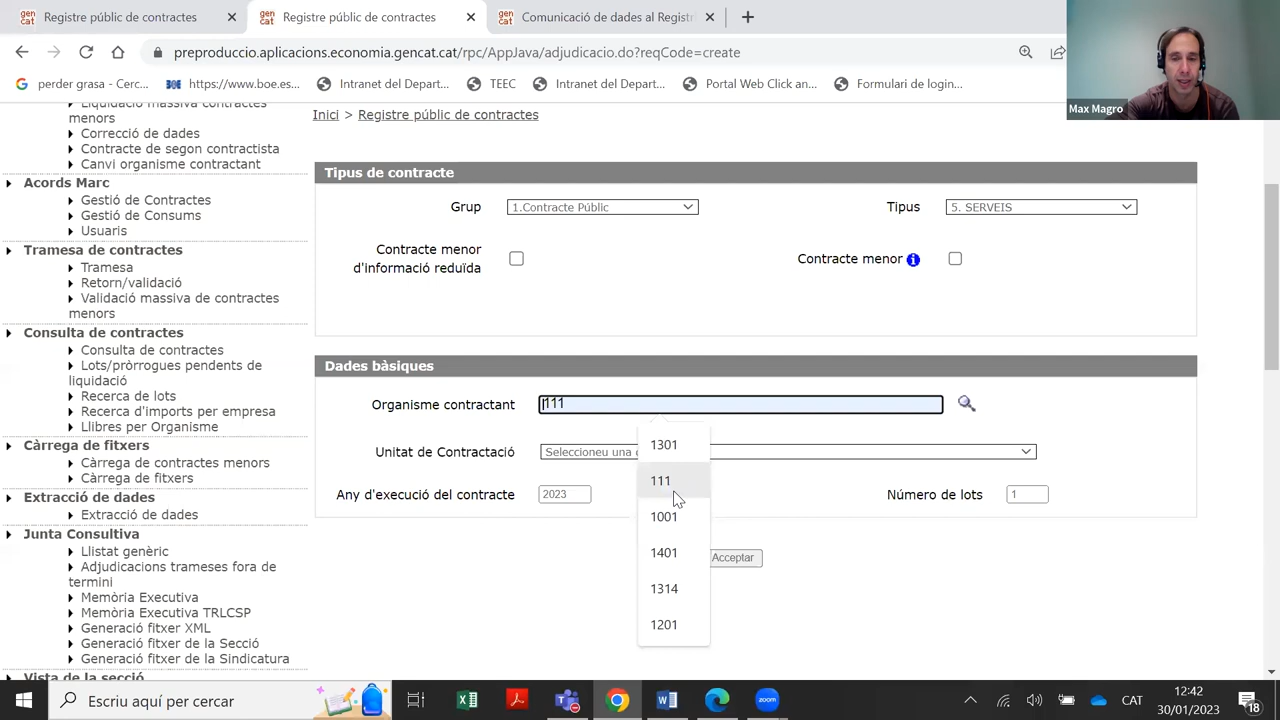 gen
cat
Registre públic de contractes
gen
cat
Registre públic de contractes
gen
cat
Comunicació de dades al Registr
preproduccio.aplicacions.economia.gencat.cat/rpc/AppJava/adjudicacio.do?reqCode=create
perder grasa - Cerc...
https://www.boe.es...
Intranet del Depart...
TEEC
Intranet del Depart...
Portal Web Click an...
Formulari de login...
Max Magro
Liquidació massiva contractes
menors
Correcció de dades
Contracte de segon contractista
Canvi organisme contractant
Acords Marc
Gestió de Contractes
Gestió de Consums
Usuaris
Tramesa de contractes
Tramesa
Retorn/validació
Validació massiva de contractes
menors
Consulta de contractes
Consulta de contractes
Lots/pròrrogues pendents de
liquidació
Recerca de lots
Recerca d'imports per empresa
Llibres per Organisme
Càrrega de fitxers
Càrrega de contractes menors
Càrrega de fitxers
Extracció de dades
Extracció de dades
Junta Consultiva
Llistat genèric
Adjudicacions trameses fora de
termini
Memòria Executiva
Memòria Executiva TRLCSP
Generació fitxer XML
Generació fitxer de la Secció
Generació fitxer de la Sindicatura
Vista de la secció
Inici > Registre públic de contractes
Tipus de contracte
Grup
1.Contracte Públic
Tipus
5. SERVEIS
Contracte menor
d'informació reduïda
Contracte menor
Dades bàsiques
Organisme contractant
111
Unitat de Contractació
Seleccioneu una
Any d'execució del contracte
2023
Número de lots
1
1301
111
1001
1401
1314
1201
Acceptar
Escriu aquí per cercar
CAT
12:42
30/01/2023
18